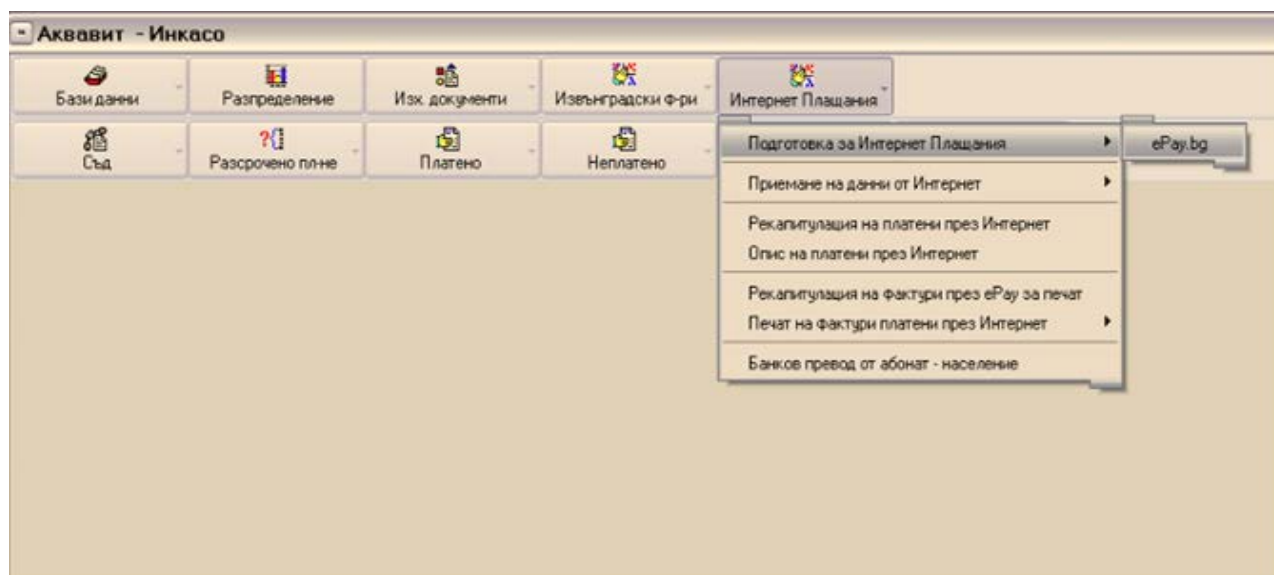 Аквавит - Инкасо
Бази данни
Разпределение
Изх. документи
Извънградски ф-ри
Интернет Плащания
Съд
Разсрочено пл-не
Платено
Неплатено
Подготовка за Интернет Плащания
ePay.bg
Приемане на данни от Интернет
Рекапитулация на платени през Интернет
Опис на платени през Интернет
Рекапитулация на фактури през ePay за печат
Печат на фактури платени през Интернет
Банков превод от абонат - население